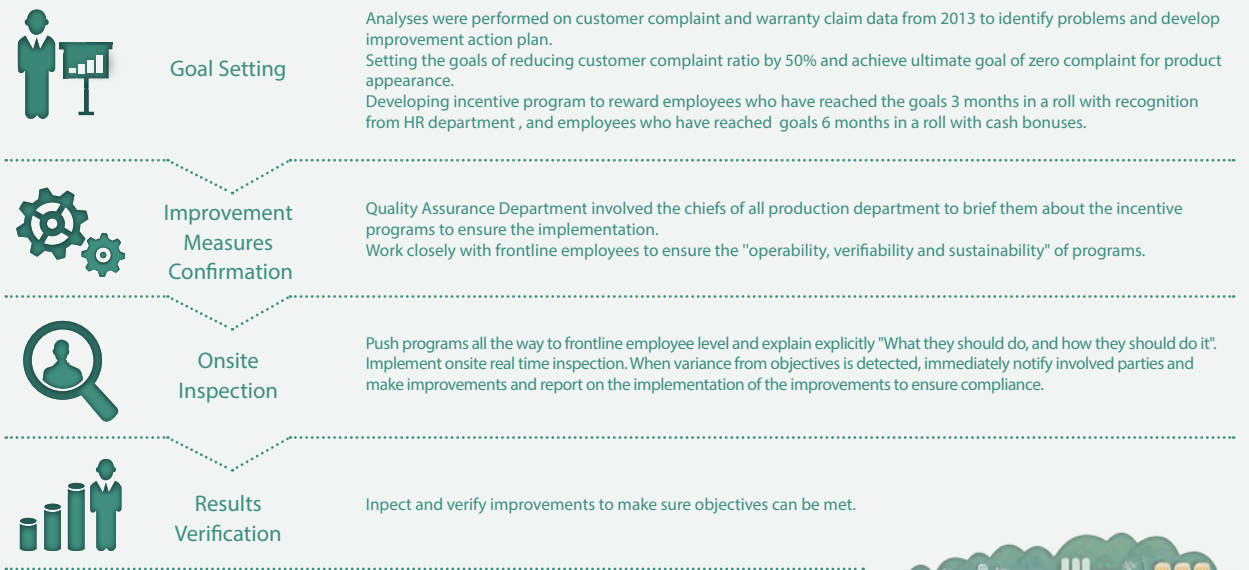 Goal Setting
Analyses were performed on customer complaint and warranty claim data from 2013 to identify problems and develop
improvement action plan.
Setting the goals of reducing customer complaint ratio by 50% and achieve ultimate goal of zero complaint for product
appearance.
Developing incentive program to reward employees who have reached the goals 3 months in a roll with recognition
from HR department , and employees who have reached goals 6 months in a roll with cash bonuses.
Improvement
Measures
Confirmation
Quality Assurance Department involved the chiefs of all production department to brief them about the incentive
programs to ensure the implementation.
Work closely with frontline employees to ensure the "operability, verifiability and sustainability" of programs.
Onsite
Inspection
Push programs all the way to frontline employee level and explain explicitly "What they should do, and how they should do it".
Implement onsite real time inspection. When variance from objectives is detected, immediately notify involved parties and
make improvements and report on the implementation of the improvements to ensure compliance.
Results
Verification
Inpect and verify improvements to make sure objectives can be met.